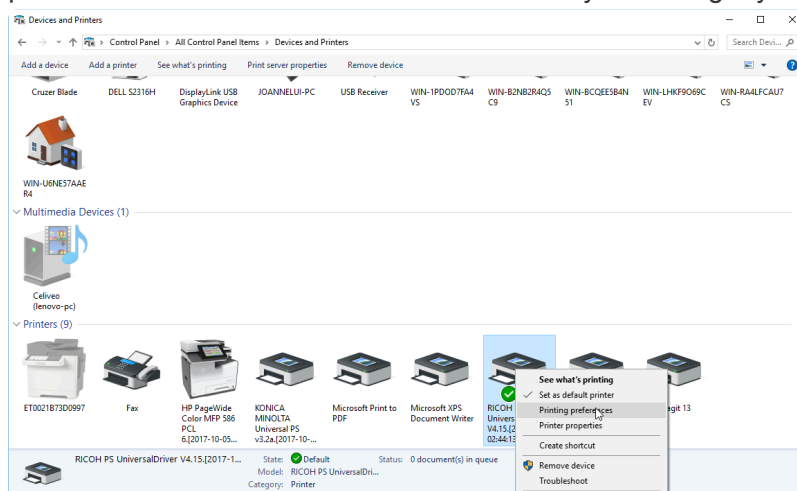 Devices and Printers
Control Panel > All Control Panel Items > Devices and Printers
Search Devi...
Add a device Add a printer See what's printing Print server properties Remove device
Cruzer Blade DELL S2316H DisplayLink USB JOANNELUI-PC USB Receiver WIN-1PDOD7FA4 WIN-B2NB2R4Q5 WIN-BCQEE5B4N WIN-LHKF9O69C WIN-RA4LFCAU7
Graphics Device VS C9 51 EV CS
WIN-U6NE57AAE
R4
Multimedia Devices (1)
Celiveo
(lenovo-pc)
Printers (9)
ET0021B73D0997 Fax HP PageWide KONICA Microsoft Print to Microsoft XPS RICOH agit 13
Color MFP 586 MINOLTA PDF Document Writer Univers
PCL Universal PS V4.15.[2
6.[2017-10-05... v3.2a.[2017-10-... 02:44:13
See what's printing
Set as default printer
Printing preferences
Printer properties
Create shortcut
Remove device
Troubleshoot
RICOH PS UniversalDriver V4.15.[2017-1... State: Default Status: 0 document(s) in queue
Model: RICOH PS UniversalDri...
Category: Printer